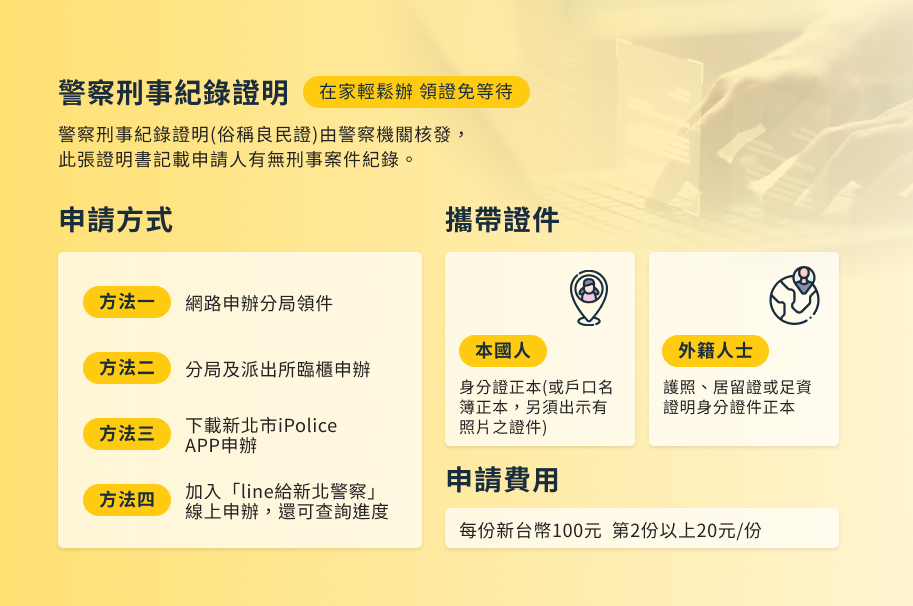 警察刑事紀錄證明
在家輕鬆辦 領證免等待
警察刑事紀錄證明(俗稱良民證)由警察機關核發，
此張證明書記載申請人有無刑事案件紀錄。
申請方式
方法一
網路申辦分局領件
方法二
分局及派出所臨櫃申辦
方法三
下載新北市iPolice
APP申辦
方法四
加入「line給新北警察」
線上申辦，還可查詢進度
攜帶證件
本國人
身分證正本(或戶口名
簿正本，另須出示有
照片之證件)
外籍人士
護照、居留證或足資
證明身分證件正本
申請費用
每份新台幣100元 第2份以上20元/份